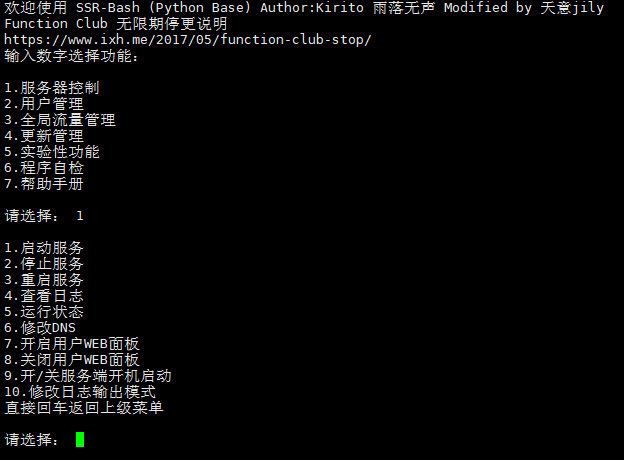 欢迎使用 SSR-Bash (Python Base) Author:Kirito 雨落无声 Modified by 天意jily
Function Club 无限期停更说明
https://www.ixh.me/2017/05/function-club-stop/
输入数字选择功能：
1.服务器控制
2.用户管理
3.全局流量管理
4.更新管理
5.实验性功能
6.程序自检
7.帮助手册
请选择： 1
1.启动服务
2.停止服务
3.重启服务
4.查看日志
5.运行状态
6.修改DNS
7.开启用户WEB面板
8.关闭用户WEB面板
9.开/关服务端开机启动
10.修改日志输出模式
直接回车返回上级菜单
请选择：